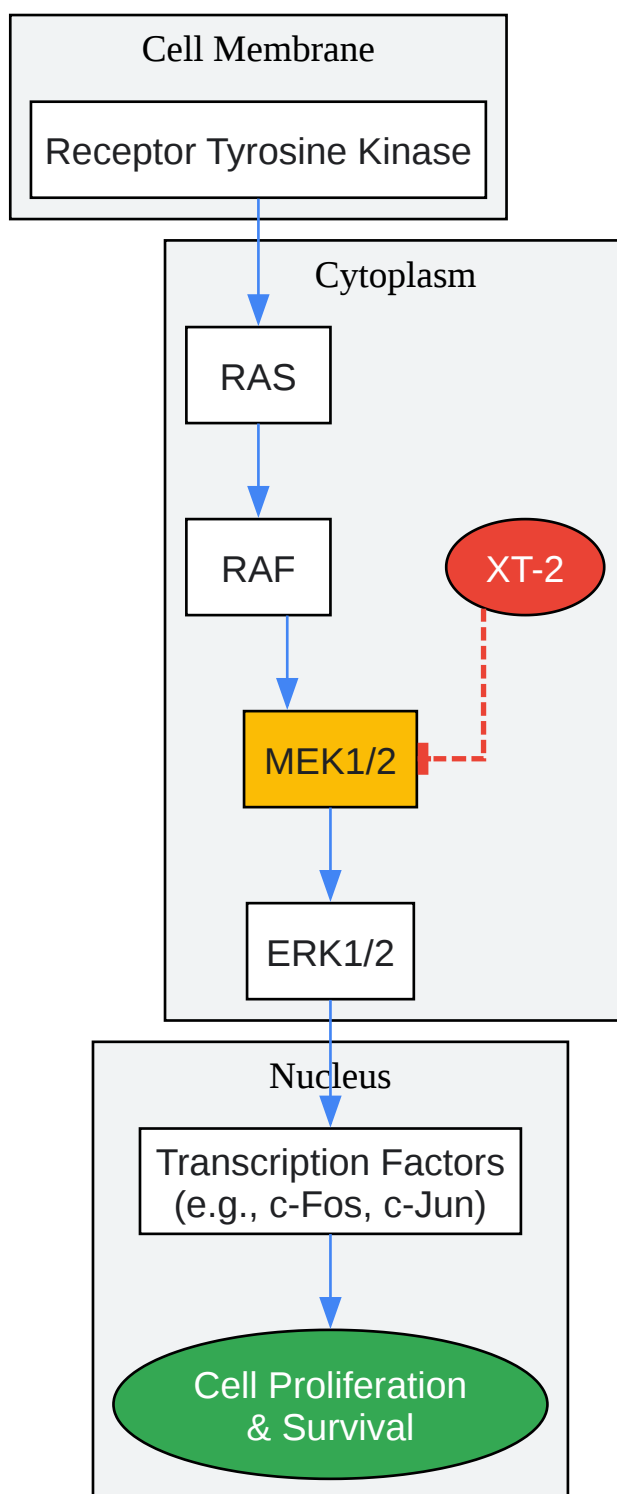 Cell Membrane
Receptor Tyrosine Kinase
Cytoplasm
RAS
RAF
XT-2
MEK1/2
ERK1/2
Nucleus
Transcription Factors
(e.g., c-Fos, c-Jun)
Cell Proliferation
& Survival